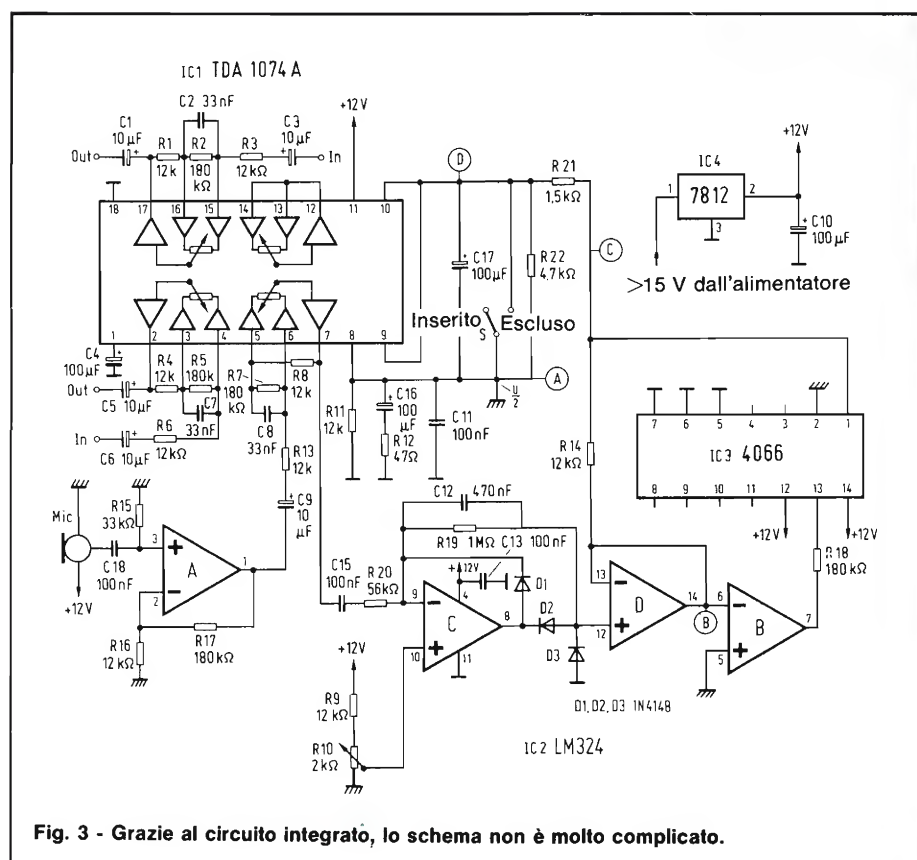 IC1 TDA 1074 A
C2 33nF
+12V
C1
10 µF
R1
12k
R2
180
kΩ
R3
12kΩ
C3
10 µF
Out
In
18
17
16
15
14
13
12
11
10
D
R21
1,5kΩ
C
IC4
7812
1
2
3
+12V
C10
100 µF
>15 V dall'alimentatore
C17
100µF
R22
4,7kΩ
Inserito
S
Escluso
1
2
3
4
5
6
7
8
9
C4
100µF
R4
12k
R5
180k
R7
180kΩ
R8
12k
Out
C5 10µF
C7
33nF
C8
33nF
R6
12kΩ
In
C6 10µF
R11
12k
C16
100
µF
R12
47Ω
C11
100nF
u/2
A
R13
12k
C9
10
µF
R14
12kΩ
7 6 5 4 3 2 1
IC3 4066
8 9 10 11 12 13 14
+12V
+12V
R18
180kΩ
Mic
R15
33kΩ
C18
100nF
+12V
3
2
A
1
R17
180kΩ
R16
12kΩ
C12 470nF
R19 1MΩ
C13 100nF
+12V
C15
100nF
R20
56kΩ
D1
D2
D3
9
10
4
11
C
8
13
12
D
14
B
6
5
B
7
+12V
R9
12 kΩ
R10
2kΩ
D1,D2,D3 1N4148
IC2 LM324
Fig. 3 - Grazie al circuito integrato, lo schema non è molto complicato.